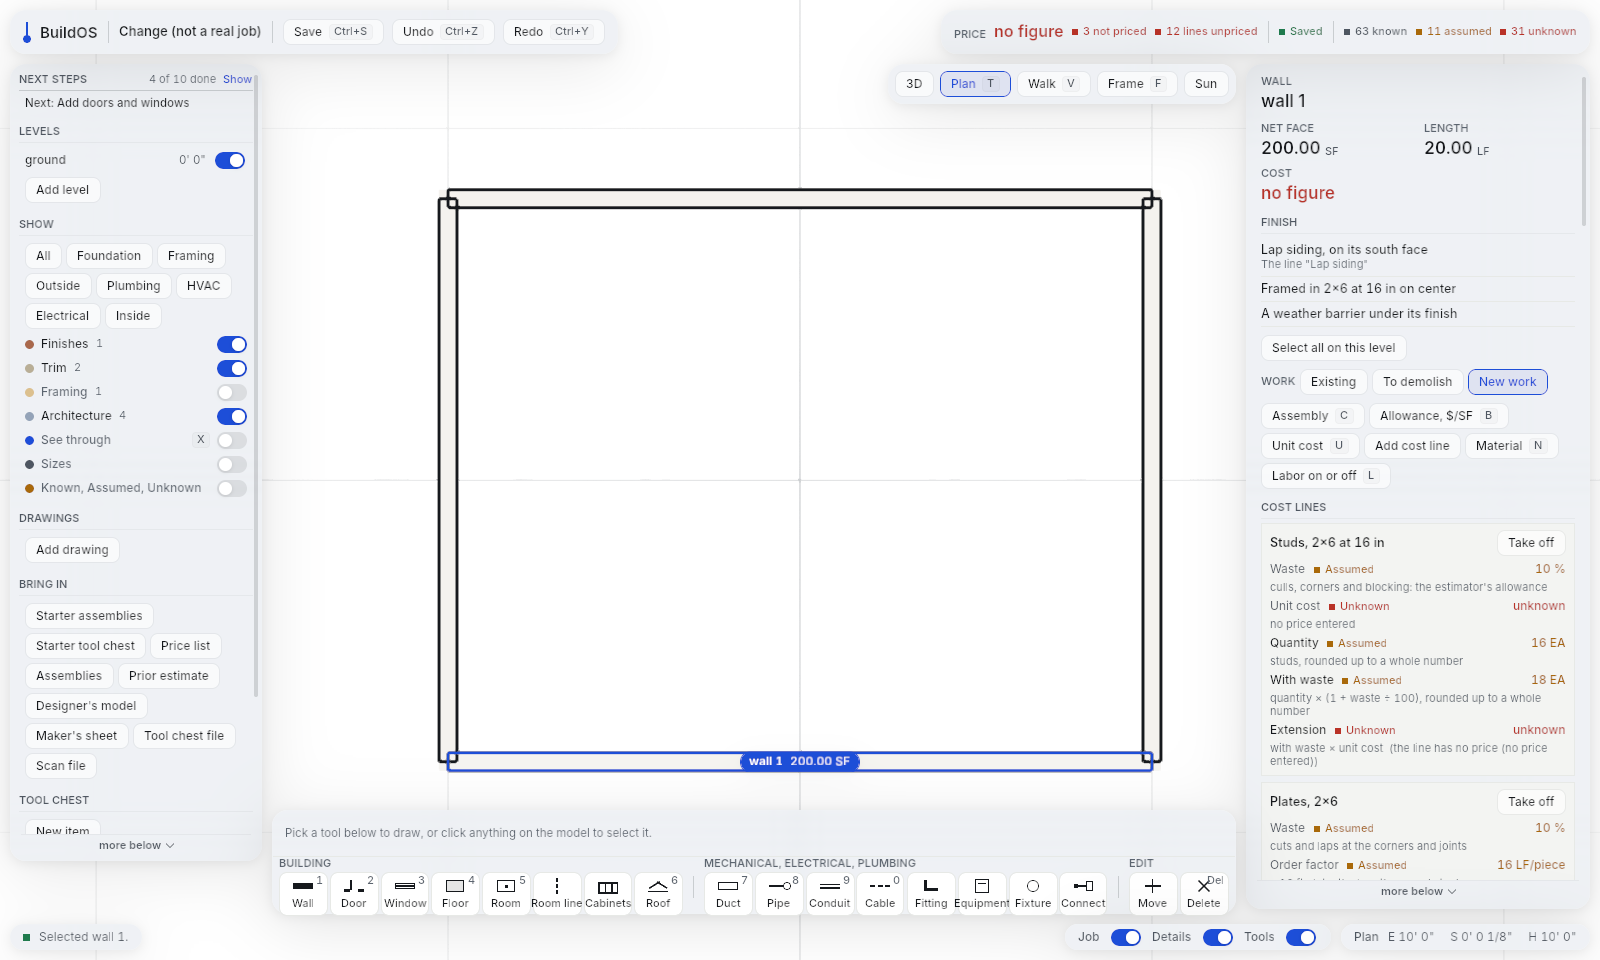 BuildOS
Change (not a real job)
Save Ctrl+S
Undo Ctrl+Z
Redo Ctrl+Y
PRICE no figure 3 not priced 12 lines unpriced Saved 63 known 11 assumed 31 unknown
3D
Plan T
Walk V
Frame F
Sun
NEXT STEPS 4 of 10 done Show
Next: Add doors and windows
LEVELS
ground 0' 0"
Add level
SHOW
All Foundation Framing
Outside Plumbing HVAC
Electrical Inside
Finishes 1
Trim 2
Framing 1
Architecture 4
See through X
Sizes
Known, Assumed, Unknown
DRAWINGS
Add drawing
BRING IN
Starter assemblies
Starter tool chest Price list
Assemblies Prior estimate
Designer's model
Maker's sheet Tool chest file
Scan file
TOOL CHEST
New item
more below
wall 1 200.00 SF
WALL
wall 1
NET FACE LENGTH
200.00 SF 20.00 LF
COST
no figure
FINISH
Lap siding, on its south face
The line "Lap siding"
Framed in 2×6 at 16 in on center
A weather barrier under its finish
Select all on this level
WORK Existing To demolish New work
Assembly C Allowance, $/SF B
Unit cost U Add cost line Material N
Labor on or off L
COST LINES
Studs, 2×6 at 16 in Take off
Waste Assumed 10 %
culls, corners and blocking: the estimator's allowance
Unit cost Unknown unknown
no price entered
Quantity Assumed 16 EA
studs, rounded up to a whole number
With waste Assumed 18 EA
quantity × (1 + waste ÷ 100), rounded up to a whole
number
Extension Unknown unknown
with waste × unit cost (the line has no price (no price
entered))
Plates, 2×6 Take off
Waste Assumed 10 %
cuts and laps at the corners and joints
Order factor Assumed 16 LF/piece
more below
Pick a tool below to draw, or click anything on the model to select it.
BUILDING MECHANICAL, ELECTRICAL, PLUMBING EDIT
1 2 3 4 5 6 7 8 9 0 Del
Wall Door Window Floor Room Room line Cabinets Roof Duct Pipe Conduit Cable Fitting Equipment Fixture Connect Move Delete
Selected wall 1.
Job Details Tools
Plan E 10' 0" S 0' 0 1/8" H 10' 0"